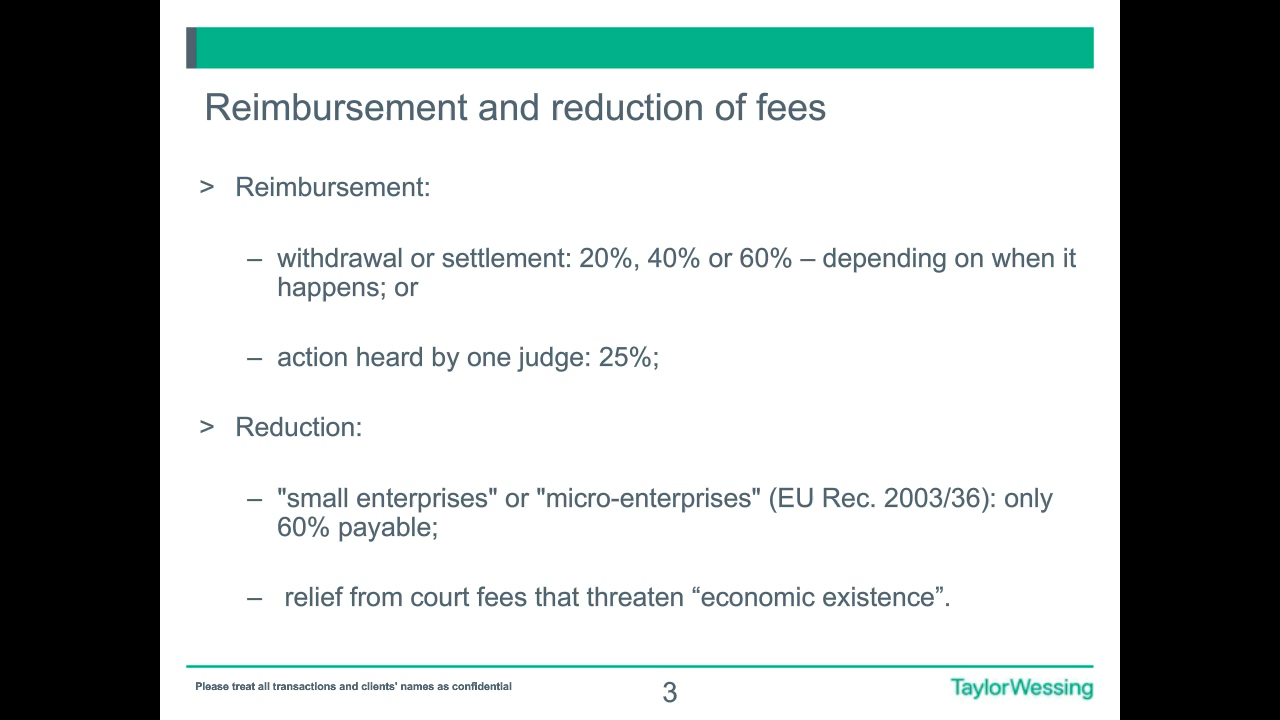 Reimbursement and reduction of fees
> Reimbursement:
– withdrawal or settlement: 20%, 40% or 60% – depending on when it
happens; or
– action heard by one judge: 25%;
> Reduction:
– "small enterprises" or "micro-enterprises" (EU Rec. 2003/36): only
60% payable;
– relief from court fees that threaten “economic existence”.
Please treat all transactions and clients' names as confidential
3
TaylorWessing